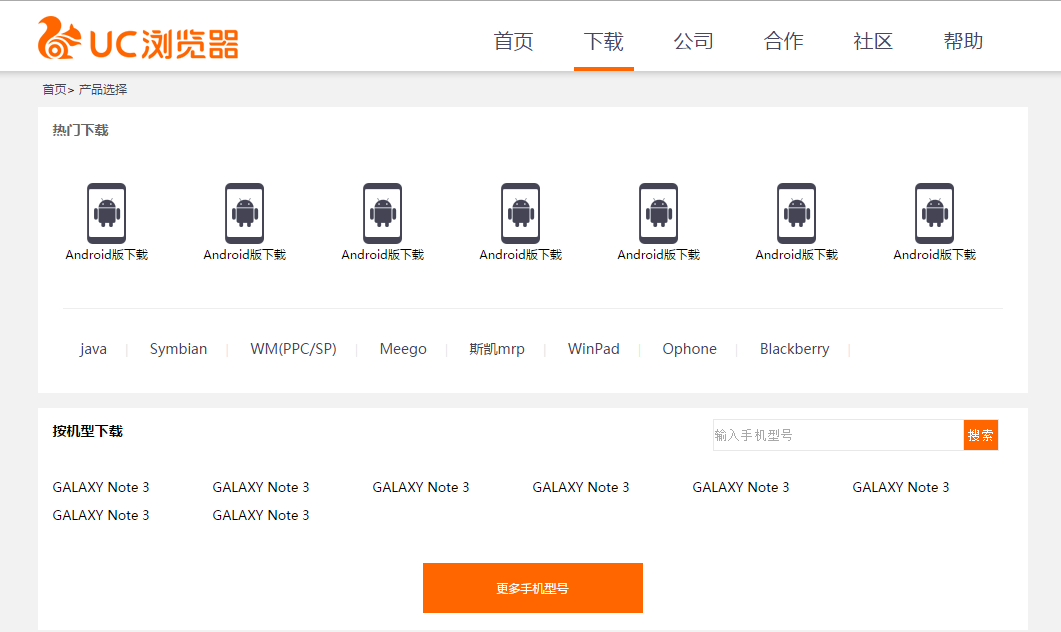 UC浏览器 首页 下载 公司 合作 社区 帮助
首页> 产品选择
热门下载
Android版下载 Android版下载 Android版下载 Android版下载 Android版下载 Android版下载 Android版下载
java | Symbian | WM(PPC/SP) | Meego | 斯凯mrp | WinPad | Ophone | Blackberry |
按机型下载 输入手机型号 搜索
GALAXY Note 3 GALAXY Note 3 GALAXY Note 3 GALAXY Note 3 GALAXY Note 3 GALAXY Note 3
GALAXY Note 3 GALAXY Note 3
更多手机型号